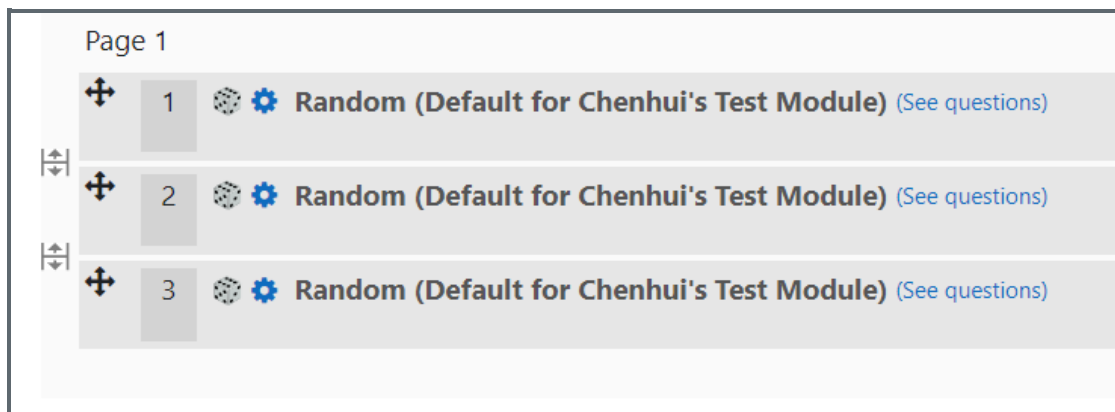 Page 1
1 Random (Default for Chenhui's Test Module) (See questions)
2 Random (Default for Chenhui's Test Module) (See questions)
3 Random (Default for Chenhui's Test Module) (See questions)